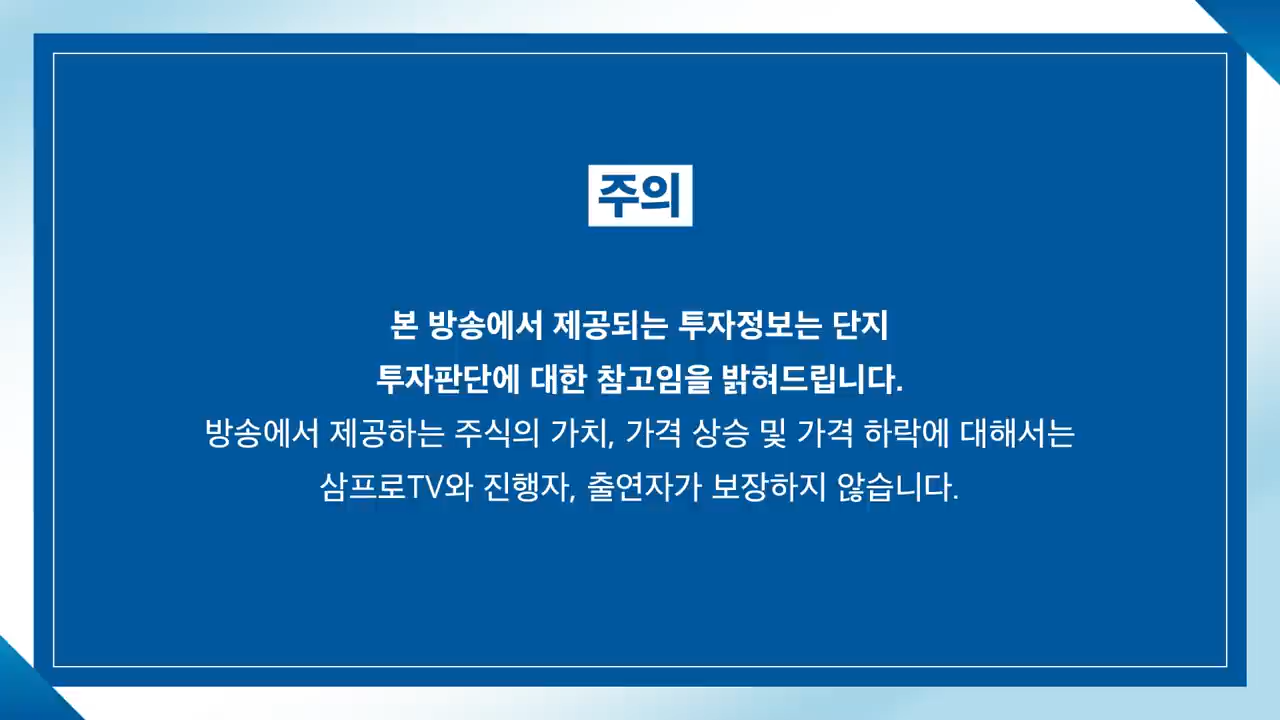 주의
본 방송에서 제공되는 투자정보는 단지
투자판단에 대한 참고임을 밝혀드립니다.
방송에서 제공하는 주식의 가치, 가격 상승 및 가격 하락에 대해서는
삼프로TV와 진행자, 출연자가 보장하지 않습니다.